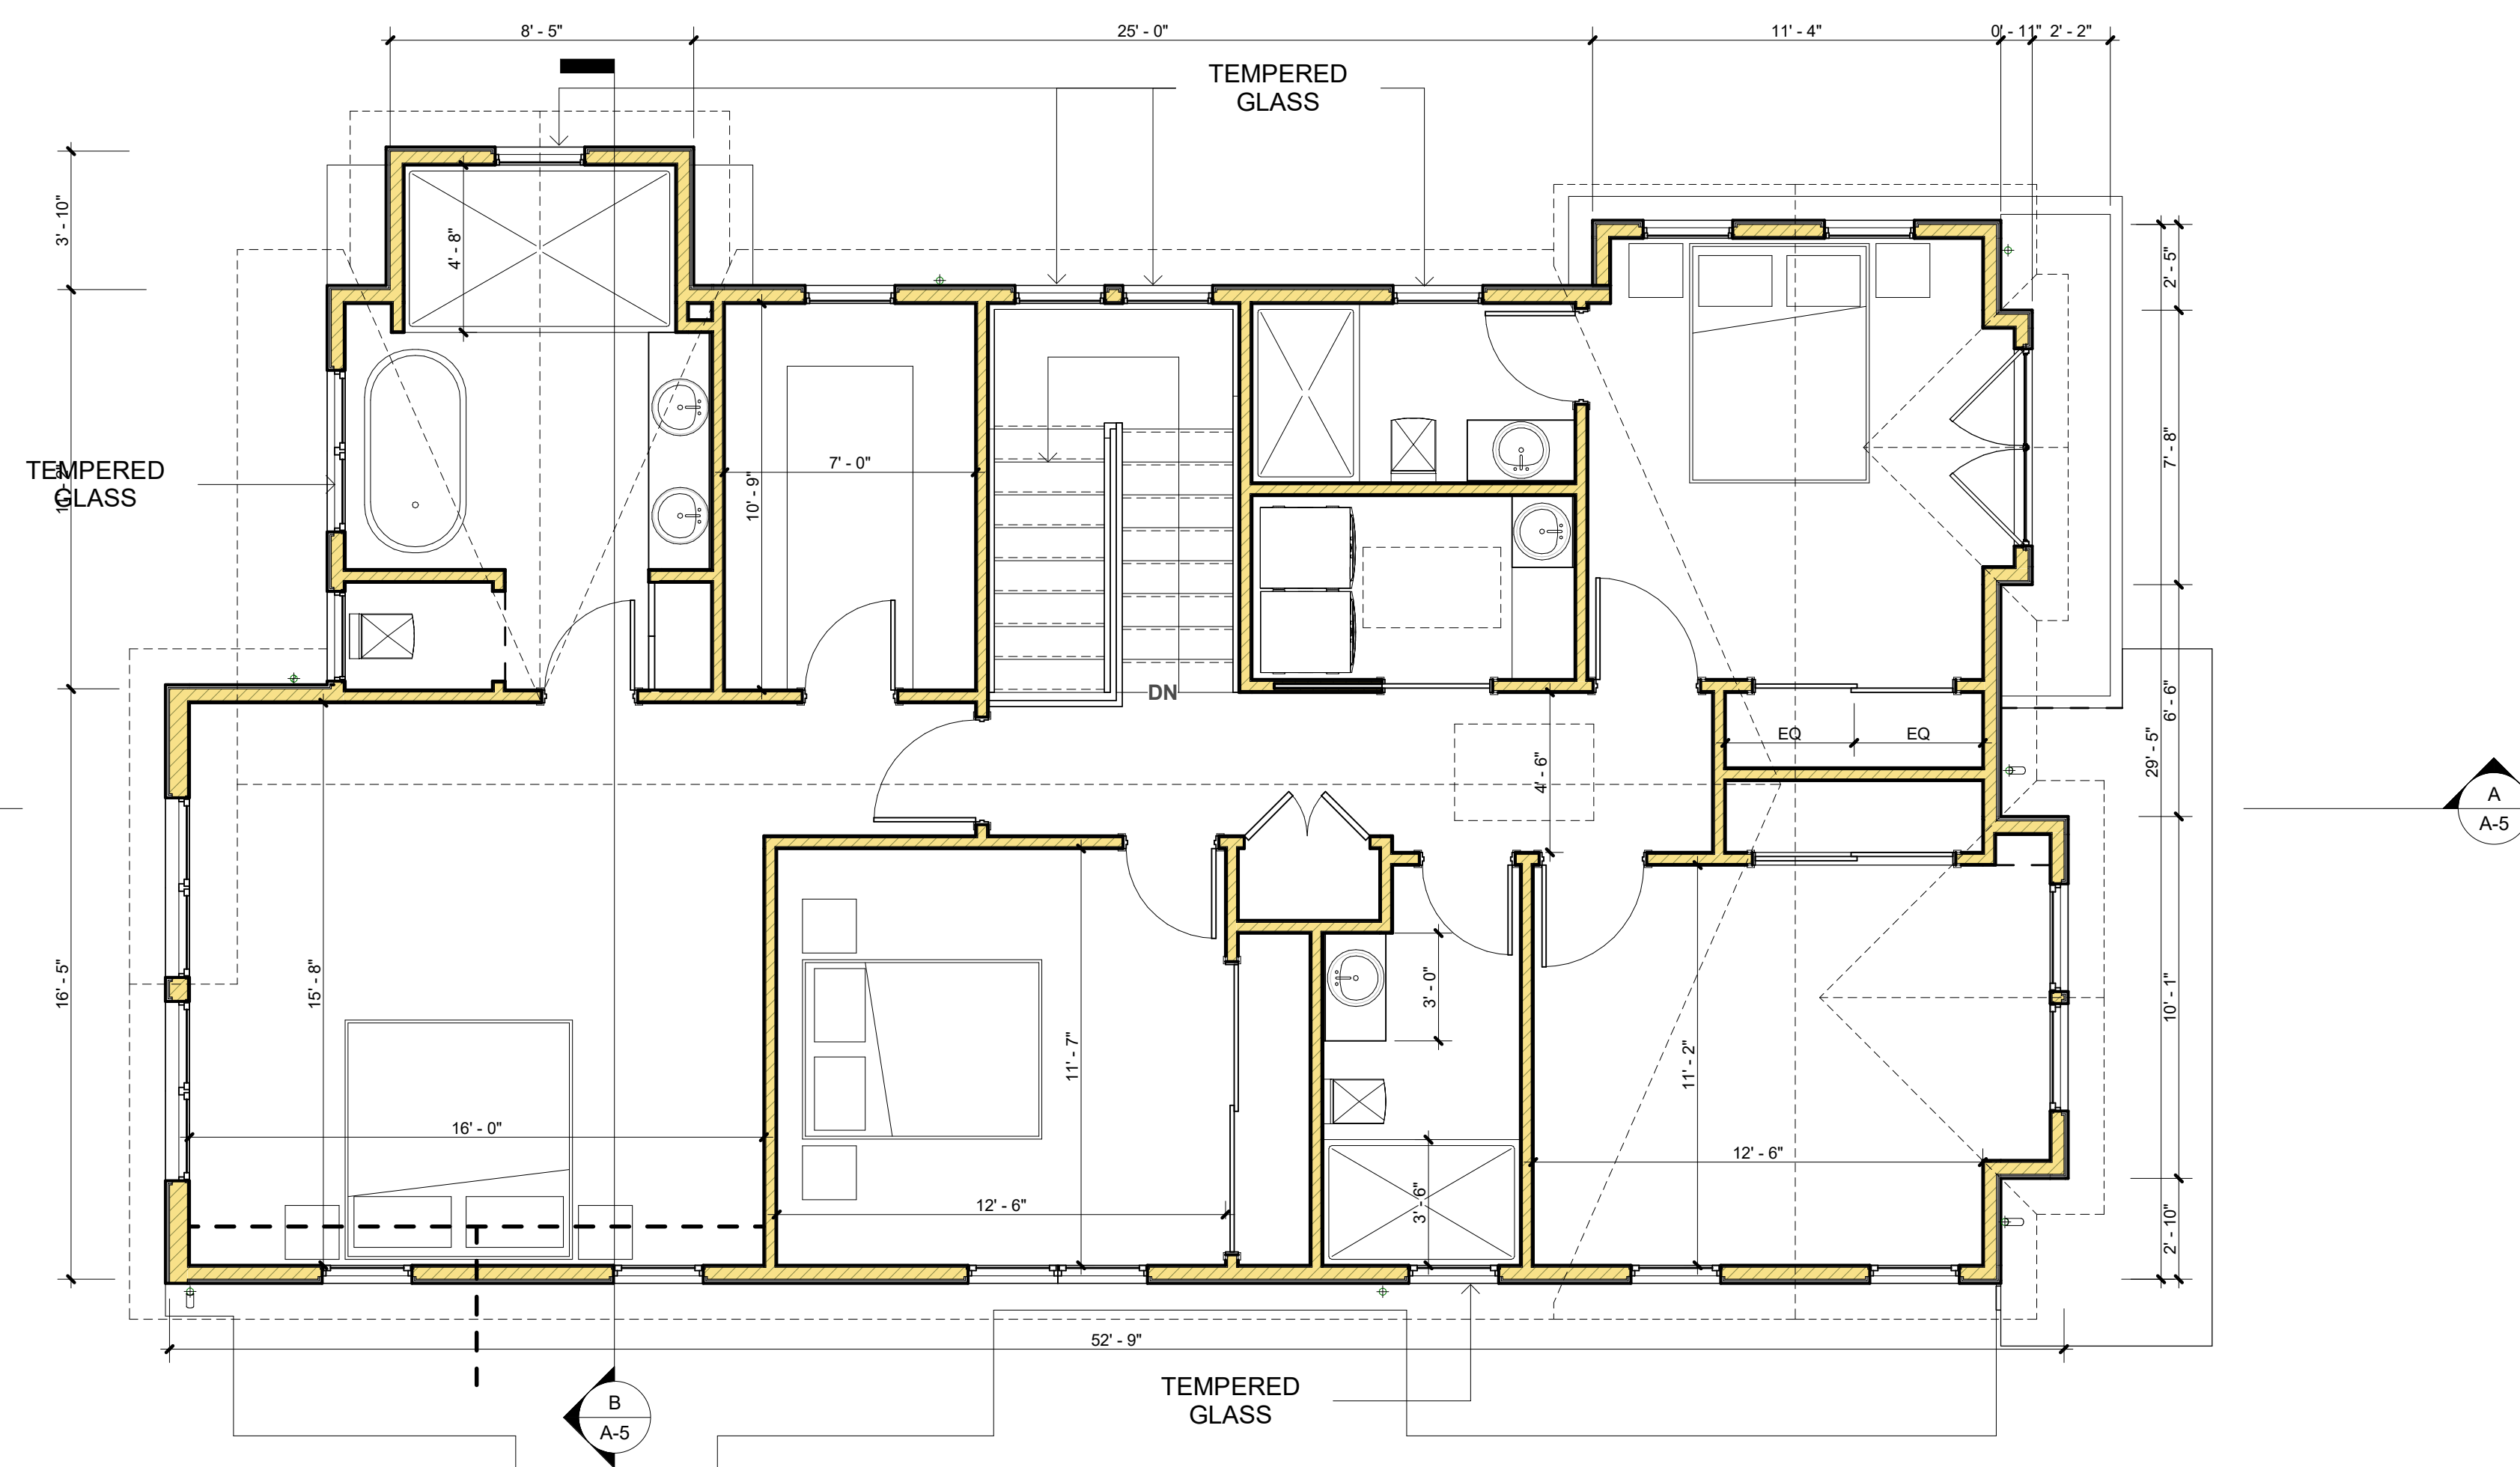 8' - 5"
25' - 0"
11' - 4"
0' - 11"
2' - 2"
TEMPERED
GLASS
3' - 10"
4' - 8"
2' - 5"
7' - 8"
TEMPERED
GLASS
7' - 0"
10' - 9"
DN
6' - 6"
29' - 5"
EQ
EQ
4' - 6"
A
A-5
16' - 5"
15' - 8"
3' - 0"
10' - 1"
11' - 7"
11' - 2"
16' - 0"
12' - 6"
12' - 6"
3' - 6"
2' - 10"
52' - 9"
TEMPERED
GLASS
B
A-5